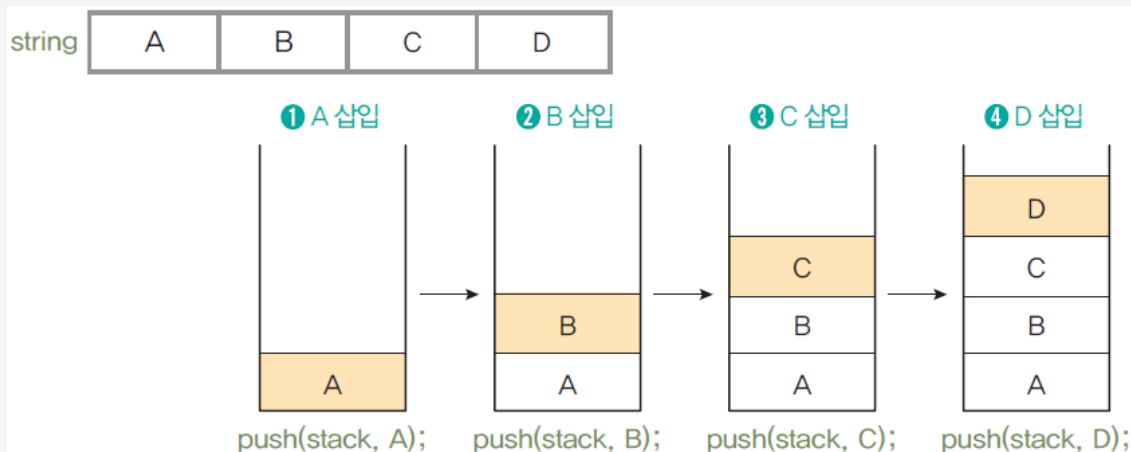 string A B C D
❶ A 삽입 ❷ B 삽입 ❸ C 삽입 ❹ D 삽입
D
C C
B B B
A A A A
push(stack, A); push(stack, B); push(stack, C); push(stack, D);